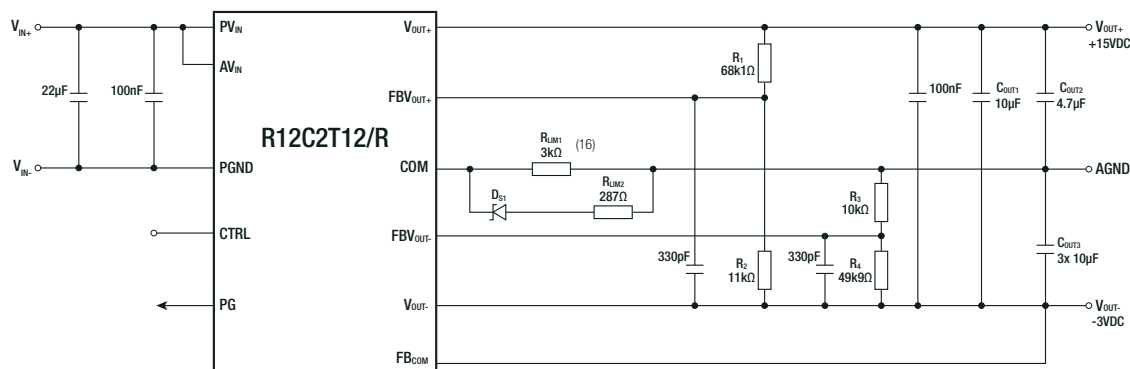 VIN+
PVIN
AVIN
22µF
100nF
VIN-
PGND
CTRL
PG
R12C2T12/R
VOUT+
FBVOUT+
COM
FBVOUT-
VOUT-
FBCOM
R1
68k1Ω
RLIM1
3kΩ
(16)
DS1
RLIM2
287Ω
330pF
R2
11kΩ
330pF
R3
10kΩ
R4
49k9Ω
100nF
COUT1
10µF
COUT2
4.7µF
COUT3
3x 10µF
VOUT+
+15VDC
AGND
VOUT-
-3VDC